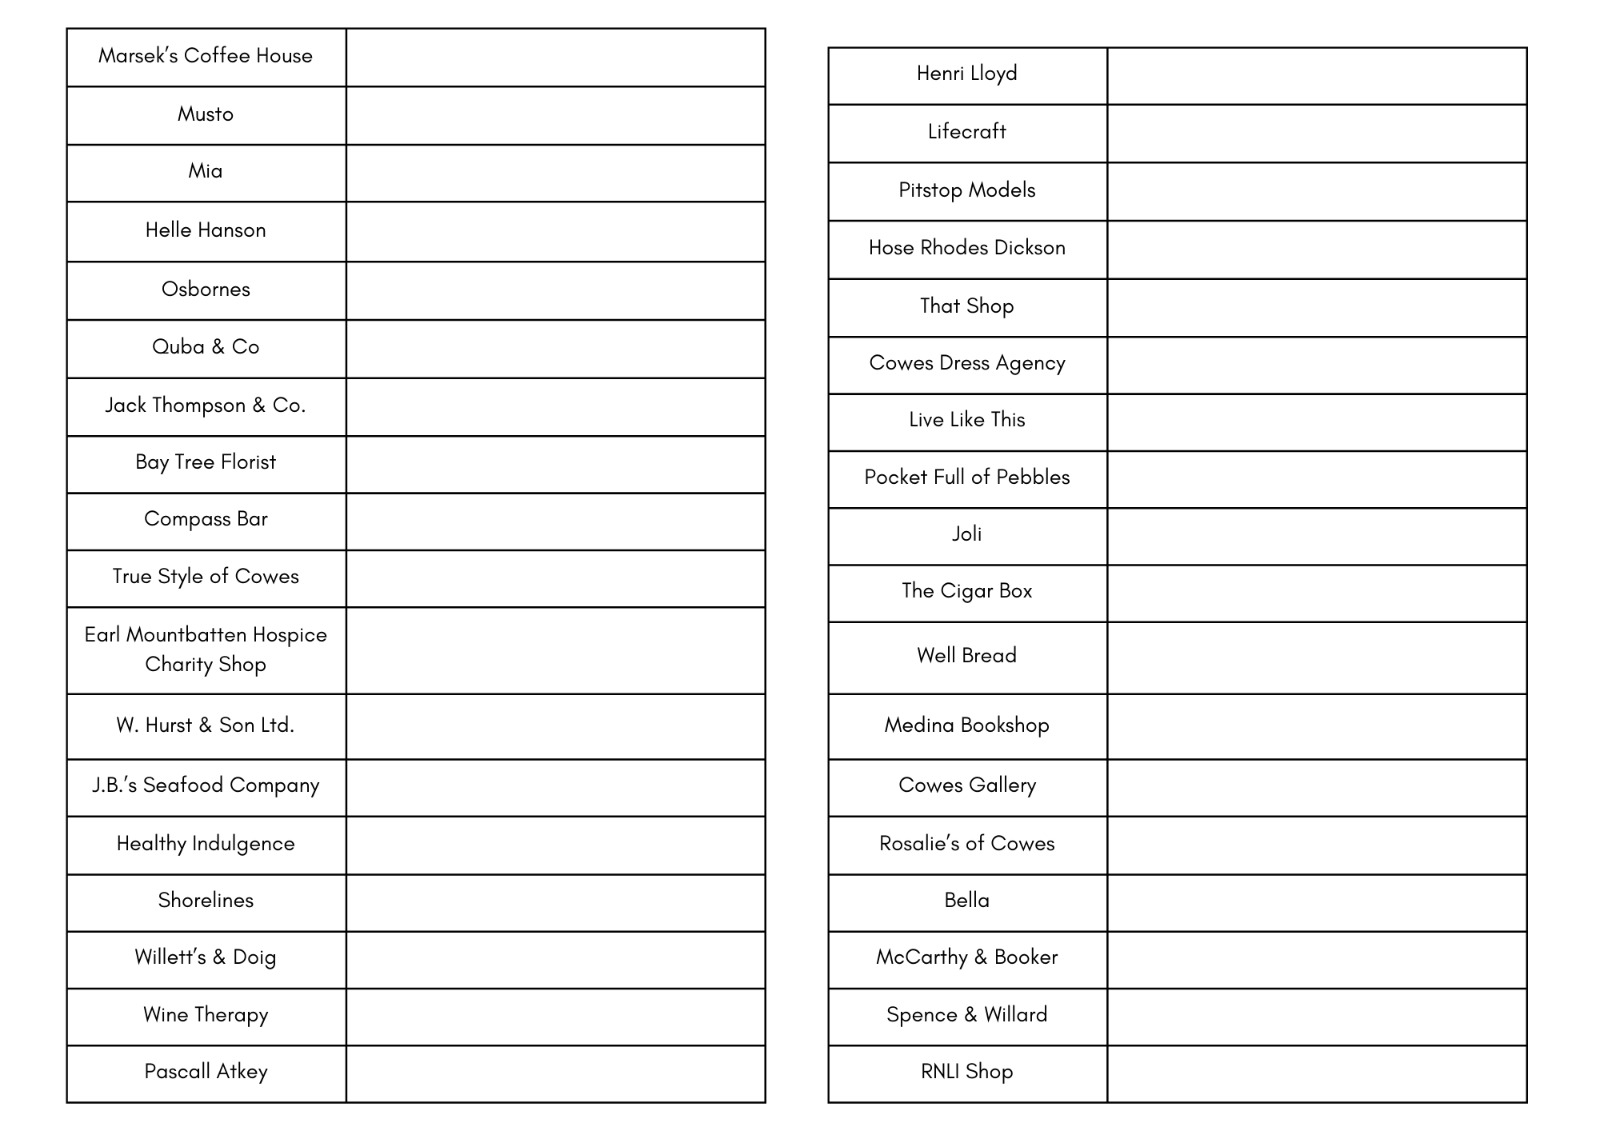 Marsek's Coffee House
Musto
Mia
Helle Hanson
Osbornes
Quba & Co
Jack Thompson & Co.
Bay Tree Florist
Compass Bar
True Style of Cowes
Earl Mountbatten Hospice
Charity Shop
W. Hurst & Son Ltd.
J.B.'s Seafood Company
Healthy Indulgence
Shorelines
Willett's & Doig
Wine Therapy
Pascall Atkey
Henri Lloyd
Lifecraft
Pitstop Models
Hose Rhodes Dickson
That Shop
Cowes Dress Agency
Live Like This
Pocket Full of Pebbles
Joli
The Cigar Box
Well Bread
Medina Bookshop
Cowes Gallery
Rosalie's of Cowes
Bella
McCarthy & Booker
Spence & Willard
RNLI Shop